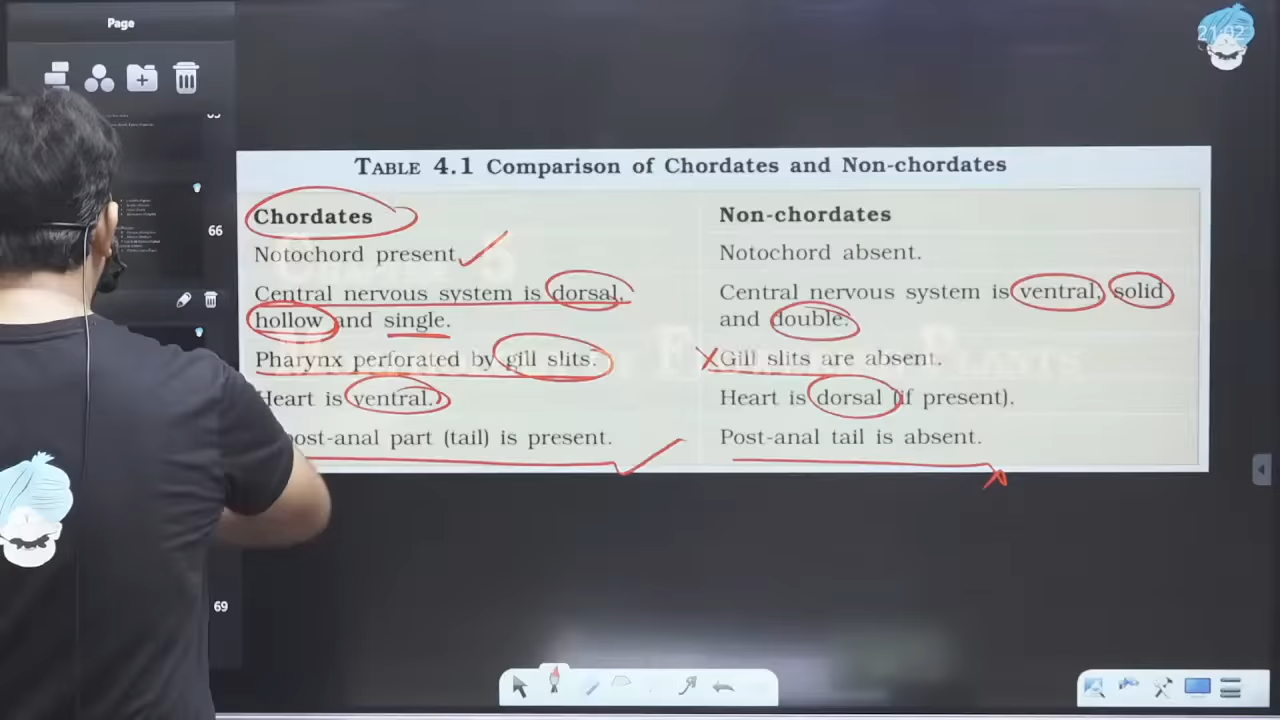 Page
21:02
66
69
TABLE 4.1 Comparison of Chordates and Non-chordates
Chordates
Notochord present.
Central nervous system is dorsal,
hollow and single.
Pharynx perforated by gill slits.
Heart is ventral.
post-anal part (tail) is present.
Non-chordates
Notochord absent.
Central nervous system is ventral, solid
and double.
Gill slits are absent.
Heart is dorsal (if present).
Post-anal tail is absent.